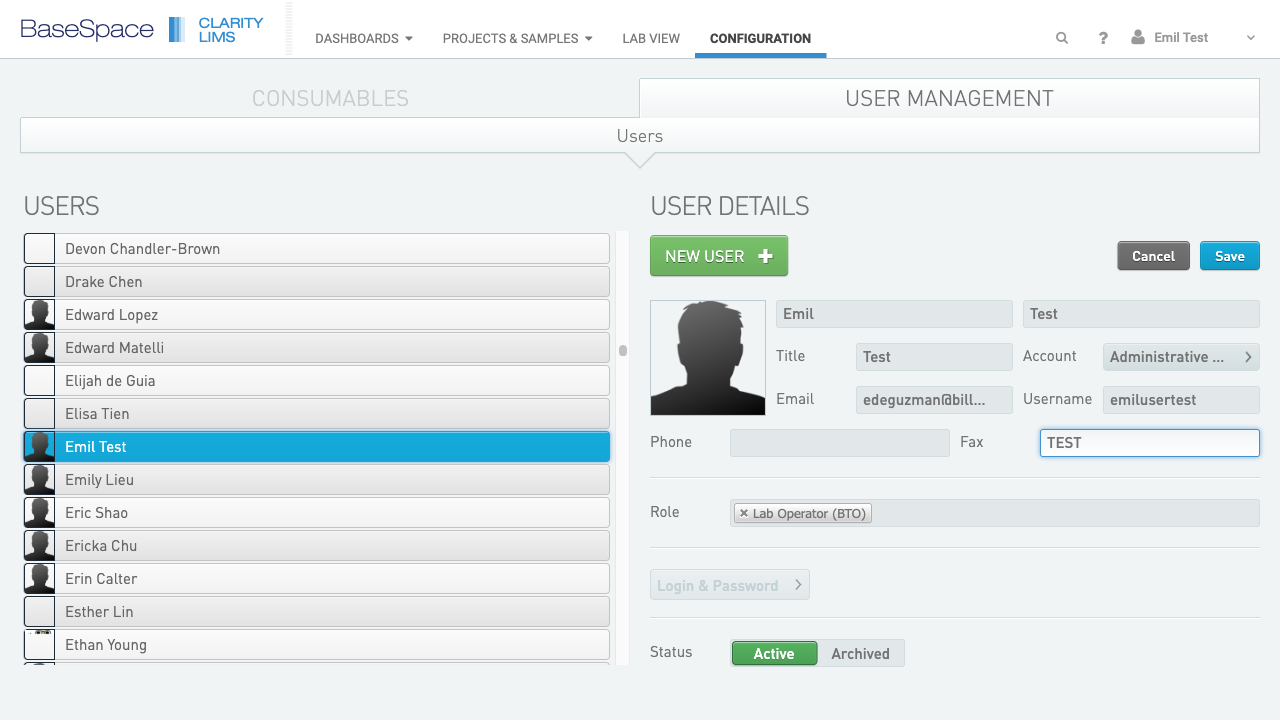 BaseSpace CLARITY LIMS
DASHBOARDS PROJECTS & SAMPLES LAB VIEW CONFIGURATION ? Emil Test
CONSUMABLES USER MANAGEMENT
Users
USERS
Devon Chandler-Brown
Drake Chen
Edward Lopez
Edward Matelli
Elijah de Guia
Elisa Tien
Emil Test
Emily Lieu
Eric Shao
Ericka Chu
Erin Calter
Esther Lin
Ethan Young
USER DETAILS
NEW USER Cancel Save
Emil Test
Title Test Account Administrative ...
Email edeguzman@bill... Username emilusertest
Phone Fax TEST
Role × Lab Operator (BTO)
Login & Password
Status Active Archived